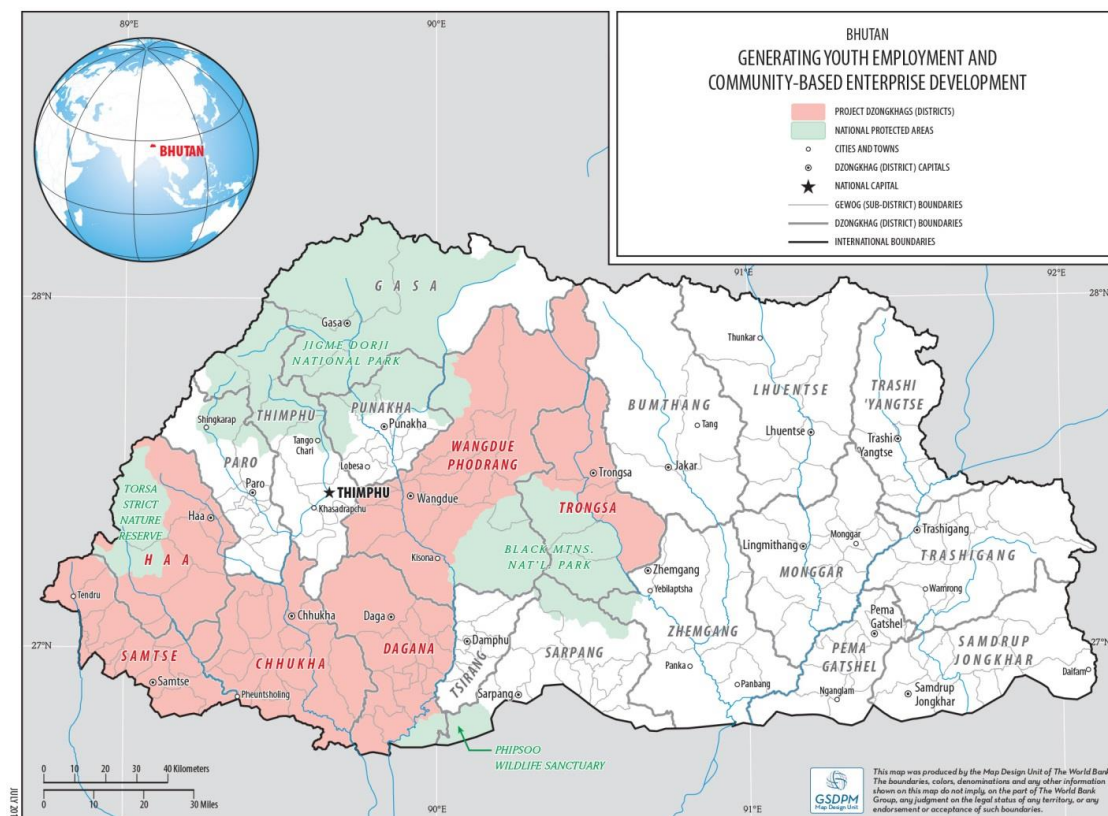 89°E
90°E
BHUTAN
GENERATING YOUTH EMPLOYMENT AND
COMMUNITY-BASED ENTERPRISE DEVELOPMENT
PROJECT DZONGKHAGS (DISTRICTS)
NATIONAL PROTECTED AREAS
CITIES AND TOWNS
DZONGKHAG (DISTRICT) CAPITALS
NATIONAL CAPITAL
GEWOG (SUB-DISTRICT) BOUNDARIES
DZONGKHAG (DISTRICT) BOUNDARIES
INTERNATIONAL BOUNDARIES
BHUTAN
91°E
92°E
28°N
28°N
GASA
Gasa
JIGME DORJI
NATIONAL PARK
Thunkar
LHUENTSE
TRASHI
'YANGTSE
BUMTHANG
THIMPHU
PUNAKHA
Shingkarap
Punakha
Tang
Tango
Chari
Lhuentse
Trashi
Yangtse
WANGDUE
PHODRANG
PARO
Lobesa
Jakar
Trongsa
Paro
THIMPHU
Wangdue
TORSA
STRICT
NATURE
RESERVE
Khasadrapchu
TRONGSA
Haa
Trashigang
Monggar
Lingmithang
HAA
BLACK MTNS.
NAT'L PARK
Kisona
TRASHIGANG
Zhemgang
MONGGAR
Yebilaptsha
Wamrong
Tendru
Chhukha
Daga
Pema
Gatshel
ZHEMGANG
27°N
27°N
Damphu
SAMTSE
CHHUKHA
DAGANA
TSIRANG
SARPANG
PEMA
GATSHEL
SAMDRUP
JONGKHAR
Panka
Daifam
Samtse
Panbang
Pheuntsholing
Sarpang
Nganglam
Samdrup
Jongkhar
PHIPSOO
WILDLIFE SANCTUARY
0 10 20 30 40 Kilometers
0 10 20 30 Miles
90°E
91°E
GSDPM
Map Design Unit
This map was produced by the Map Design Unit of The World Bank.
The boundaries, colors, denominations and any other information
shown on this map do not imply, on the part of The World Bank
Group, any judgment on the legal status of any territory, or any
endorsement or acceptance of such boundaries.